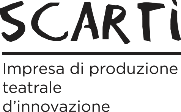 SCARTİ
Impresa di produzione
teatrale
d'innovazione